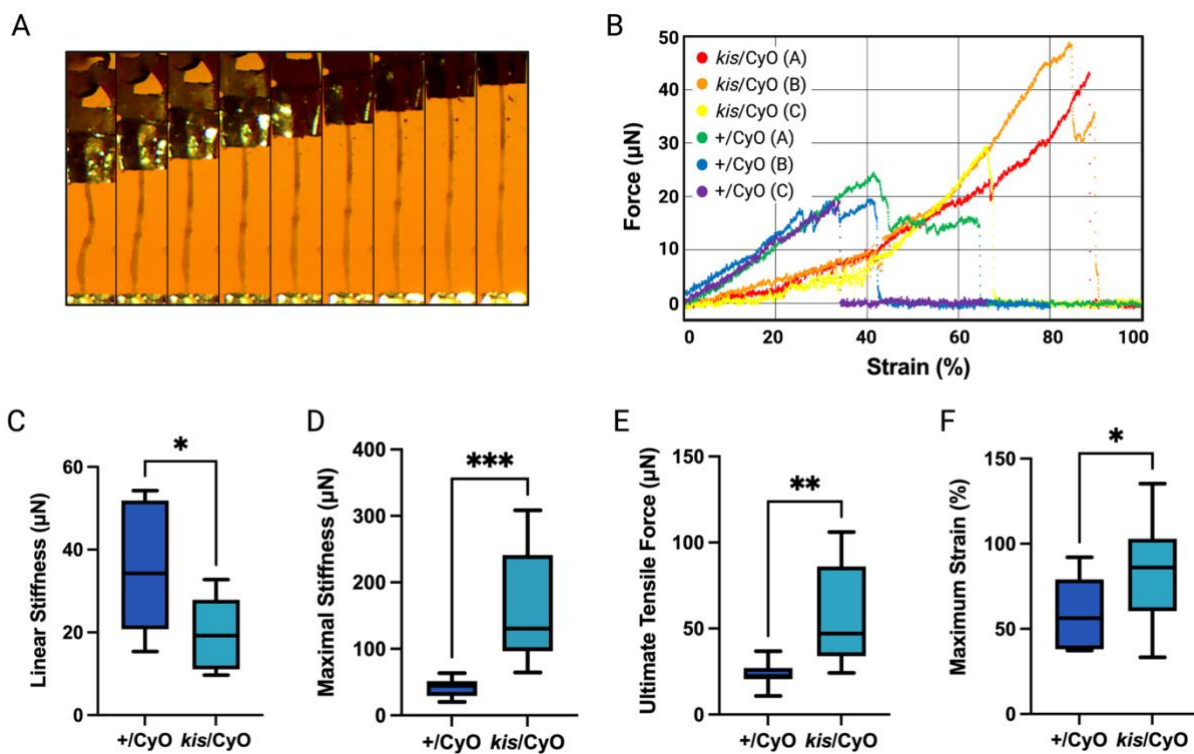 A
B
Force (μN)
50
40
30
20
10
0
kis/CyO (A)
kis/CyO (B)
kis/CyO (C)
+/CyO (A)
+/CyO (B)
+/CyO (C)
0 20 40 60 80 100
Strain (%)
C
Linear Stiffness (μN)
60
40
20
0
*
+/CyO kis/CyO
D
Maximal Stiffness (μN)
400
300
200
100
0
***
+/CyO kis/CyO
E
Ultimate Tensile Force (μN)
150
100
50
0
**
+/CyO kis/CyO
F
Maximum Strain (%)
150
100
50
0
*
+/CyO kis/CyO